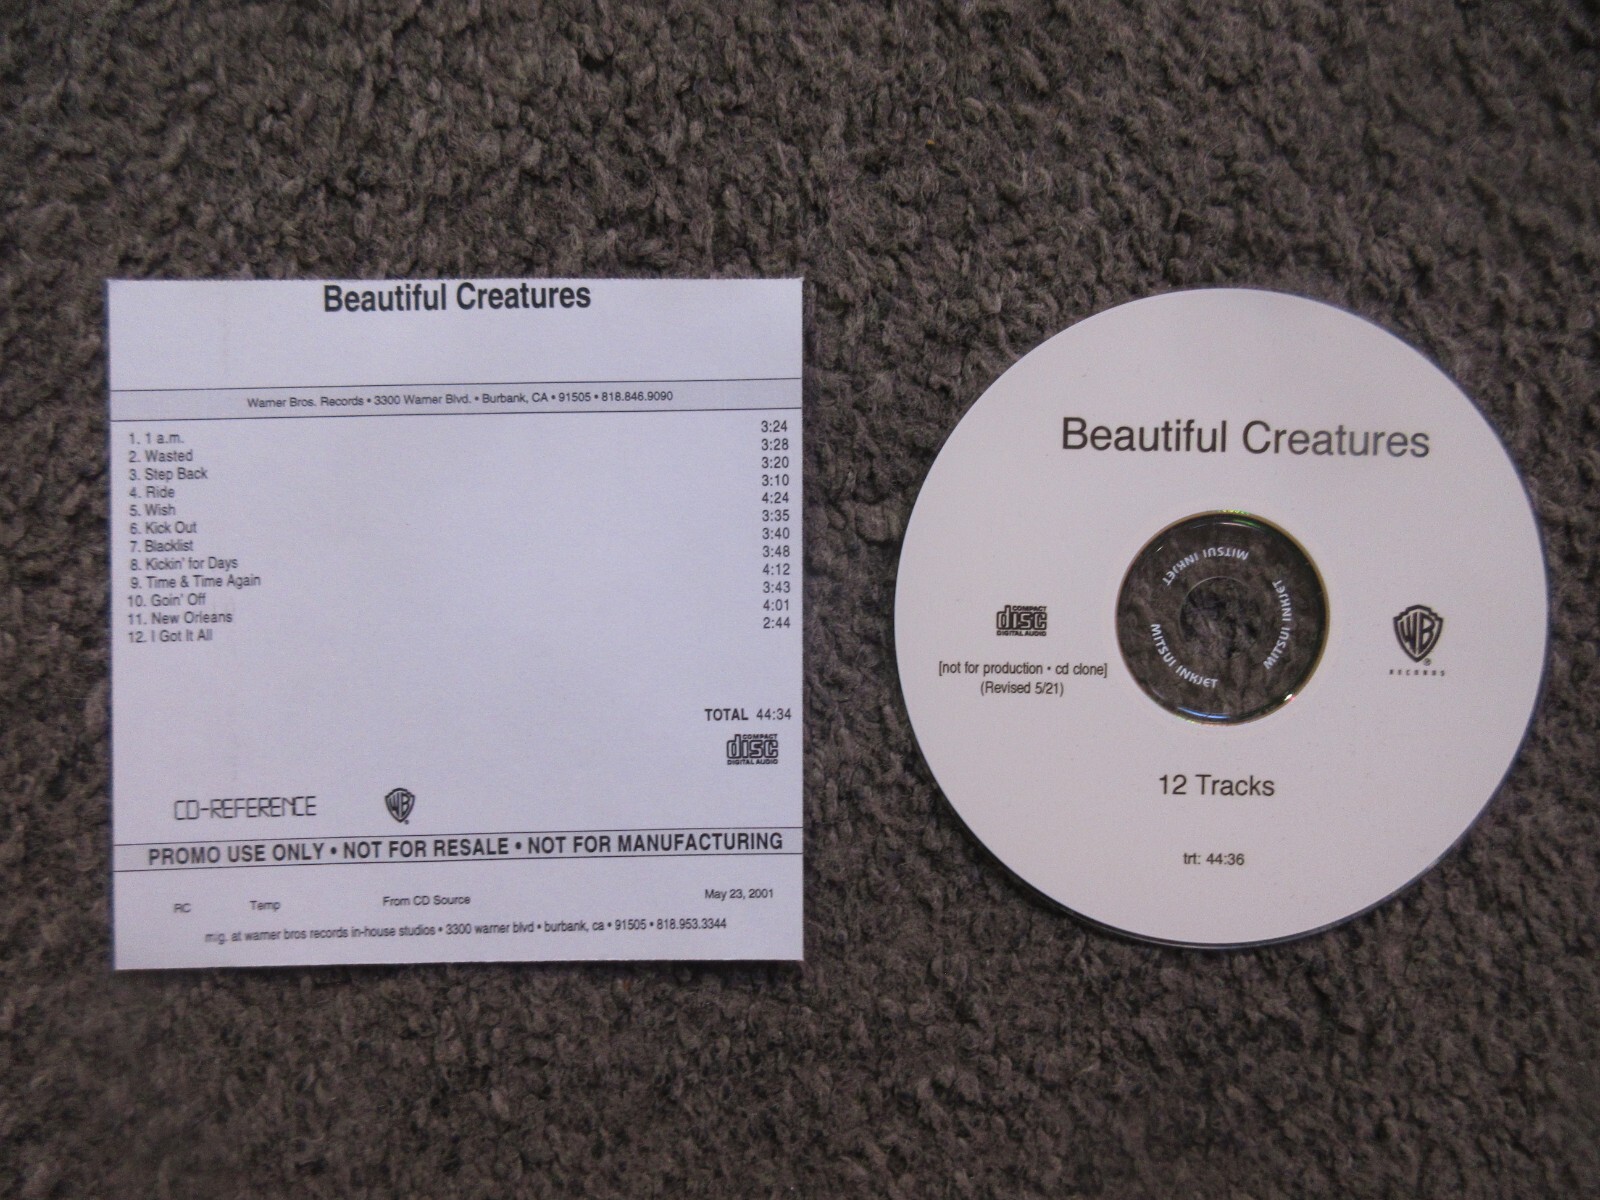 Beautiful Creatures
Warner Bros. Records • 3300 Warner Blvd. • Burbank, CA • 91505 • 818.846.9090
1. 1 a.m. 3:24
2. Wasted 3:28
3. Step Back 3:20
4. Ride 3:10
5. Wish 4:24
6. Kick Out 3:35
7. Blacklist 3:40
8. Kickin' for Days 3:48
9. Time & Time Again 4:12
10. Goin' Off 3:43
11. New Orleans 4:01
12. I Got It All 2:44
TOTAL 44:34
COMPACT
disc
DIGITAL AUDIO
CD-REFERENCE WB
PROMO USE ONLY • NOT FOR RESALE • NOT FOR MANUFACTURING
RC Temp From CD Source May 23, 2001
mfg. at warner bros records in-house studios • 3300 warner blvd • burbank, ca • 91505 • 818.953.3344
Beautiful Creatures
MITSUI INKJET
MITSUI INKJET
MITSUI INKJET
COMPACT
disc
DIGITAL AUDIO
[not for production • cd clone]
(Revised 5/21)
WB
RECORDS
12 Tracks
trt: 44:36